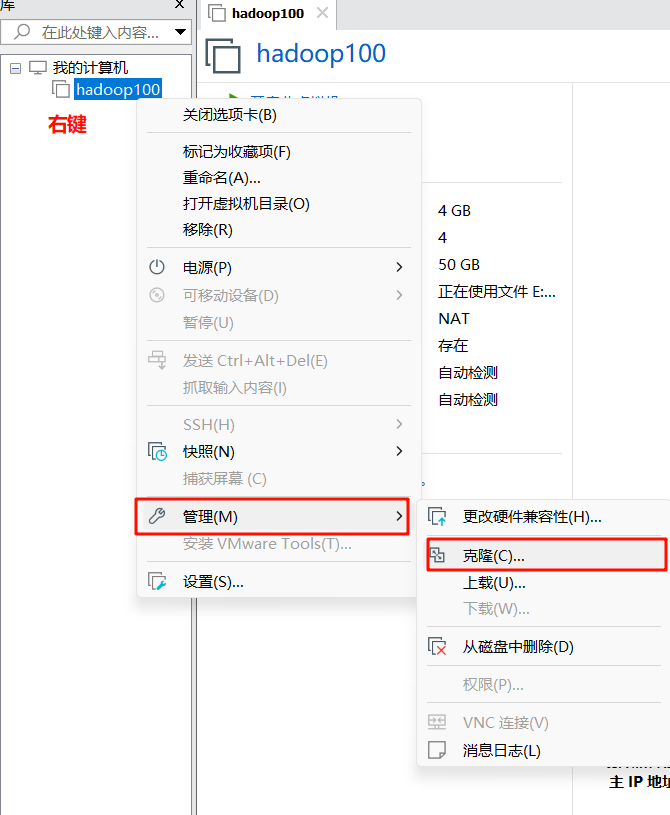 库
hadoop100
在此处键入内容...
hadoop100
我的计算机
hadoop100
右键
关闭选项卡(B)
标记为收藏项(F)
重命名(A)...
打开虚拟机目录(O)
移除(R)
电源(P)
可移动设备(D)
暂停(U)
发送 Ctrl+Alt+Del(E)
抓取输入内容(I)
SSH(H)
快照(N)
捕获屏幕 (C)
管理(M)
安装 VMware Tools(T)...
设置(S)...
4 GB
4
50 GB
正在使用文件 E:...
NAT
存在
自动检测
自动检测
更改硬件兼容性(H)...
克隆(C)...
上载(U)...
下载(W)...
从磁盘中删除(D)
权限(P)...
VNC 连接(V)
消息日志(L)
主 IP 地址